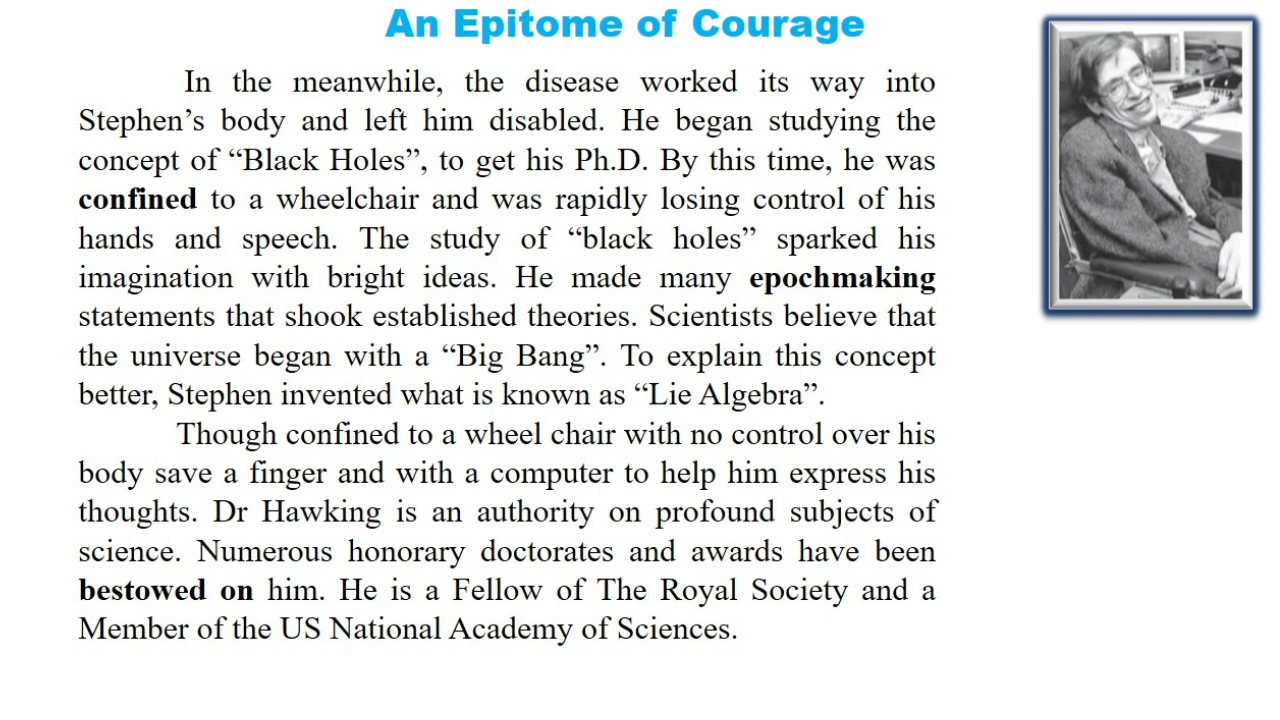 An Epitome of Courage
In the meanwhile, the disease worked its way into
Stephen’s body and left him disabled. He began studying the
concept of “Black Holes”, to get his Ph.D. By this time, he was
confined to a wheelchair and was rapidly losing control of his
hands and speech. The study of “black holes” sparked his
imagination with bright ideas. He made many epochmaking
statements that shook established theories. Scientists believe that
the universe began with a “Big Bang”. To explain this concept
better, Stephen invented what is known as “Lie Algebra”.
Though confined to a wheel chair with no control over his
body save a finger and with a computer to help him express his
thoughts. Dr Hawking is an authority on profound subjects of
science. Numerous honorary doctorates and awards have been
bestowed on him. He is a Fellow of The Royal Society and a
Member of the US National Academy of Sciences.